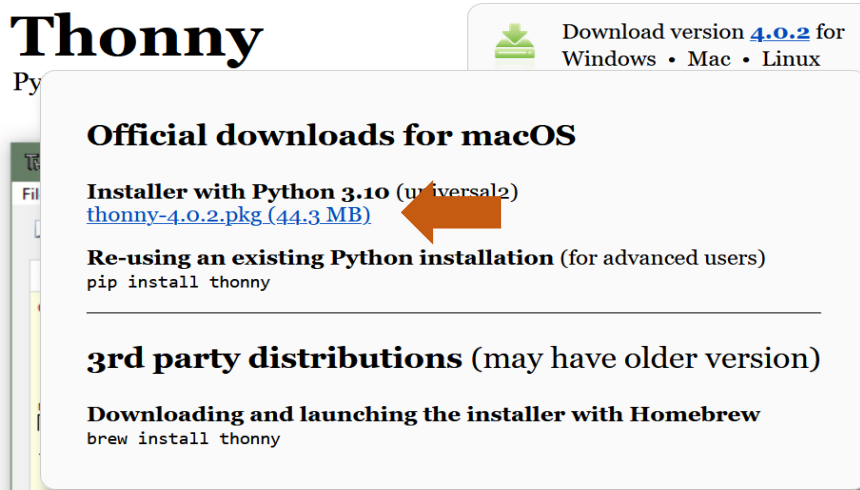 Thonny
Download version 4.0.2 for
Windows • Mac • Linux
Py
Official downloads for macOS
Installer with Python 3.10 (universal2)
thonny-4.0.2.pkg (44.3 MB)
Re-using an existing Python installation (for advanced users)
pip install thonny
3rd party distributions (may have older version)
Downloading and launching the installer with Homebrew
brew install thonny
Fil